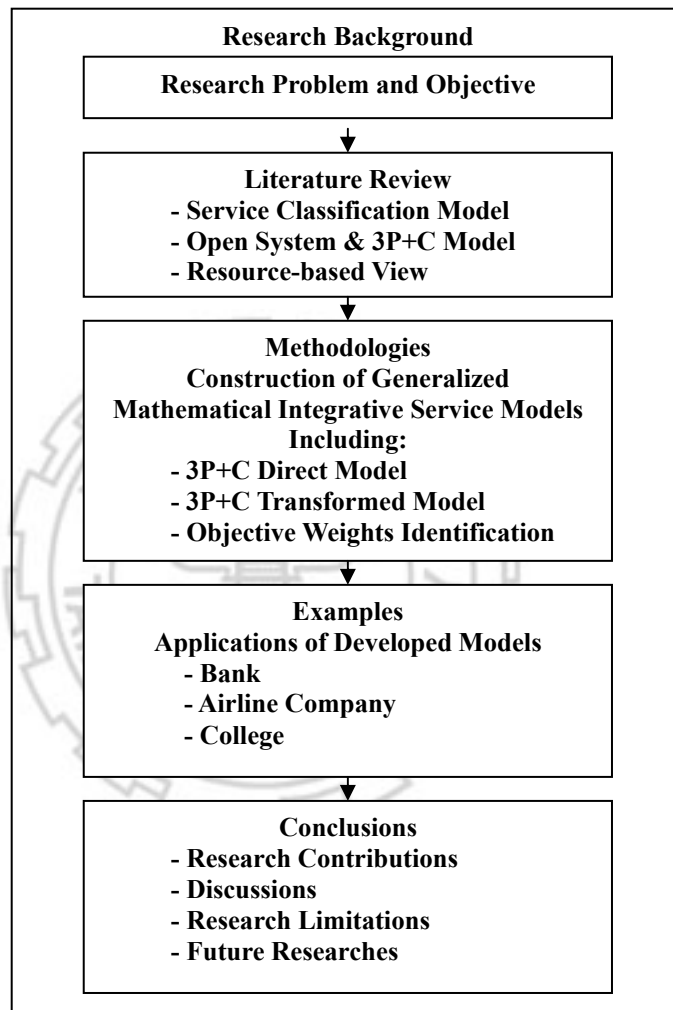 Research Background
Research Problem and Objective
Literature Review
- Service Classification Model
- Open System & 3P+C Model
- Resource-based View
Methodologies
Construction of Generalized
Mathematical Integrative Service Models
Including:
- 3P+C Direct Model
- 3P+C Transformed Model
- Objective Weights Identification
Examples
Applications of Developed Models
- Bank
- Airline Company
- College
Conclusions
- Research Contributions
- Discussions
- Research Limitations
- Future Researches